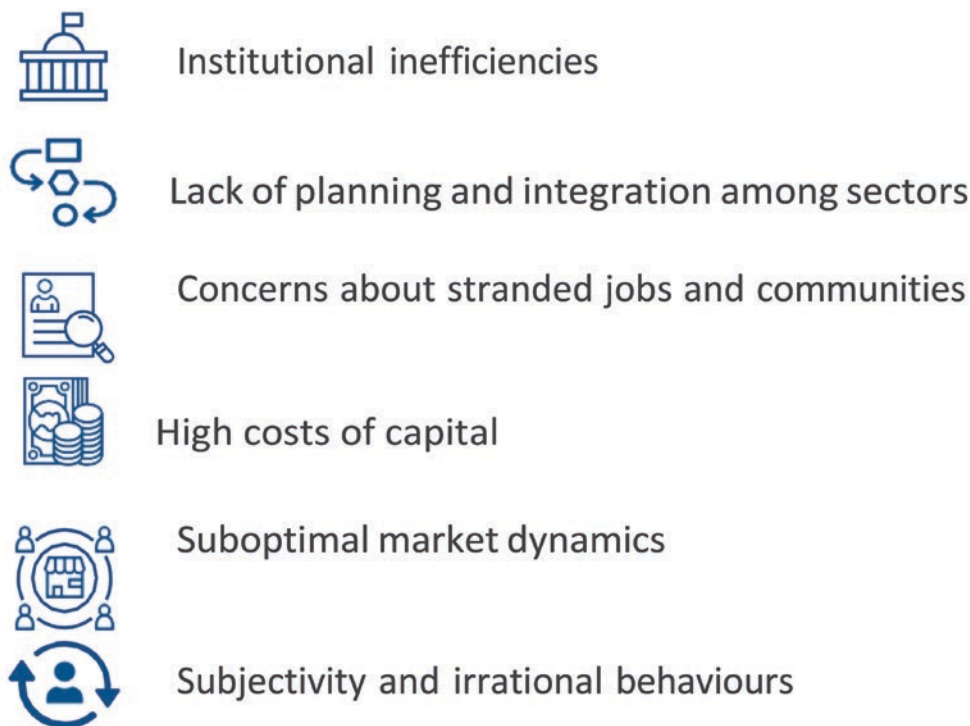 Institutional inefficiencies
Lack of planning and integration among sectors
Concerns about stranded jobs and communities
High costs of capital
Suboptimal market dynamics
Subjectivity and irrational behaviours